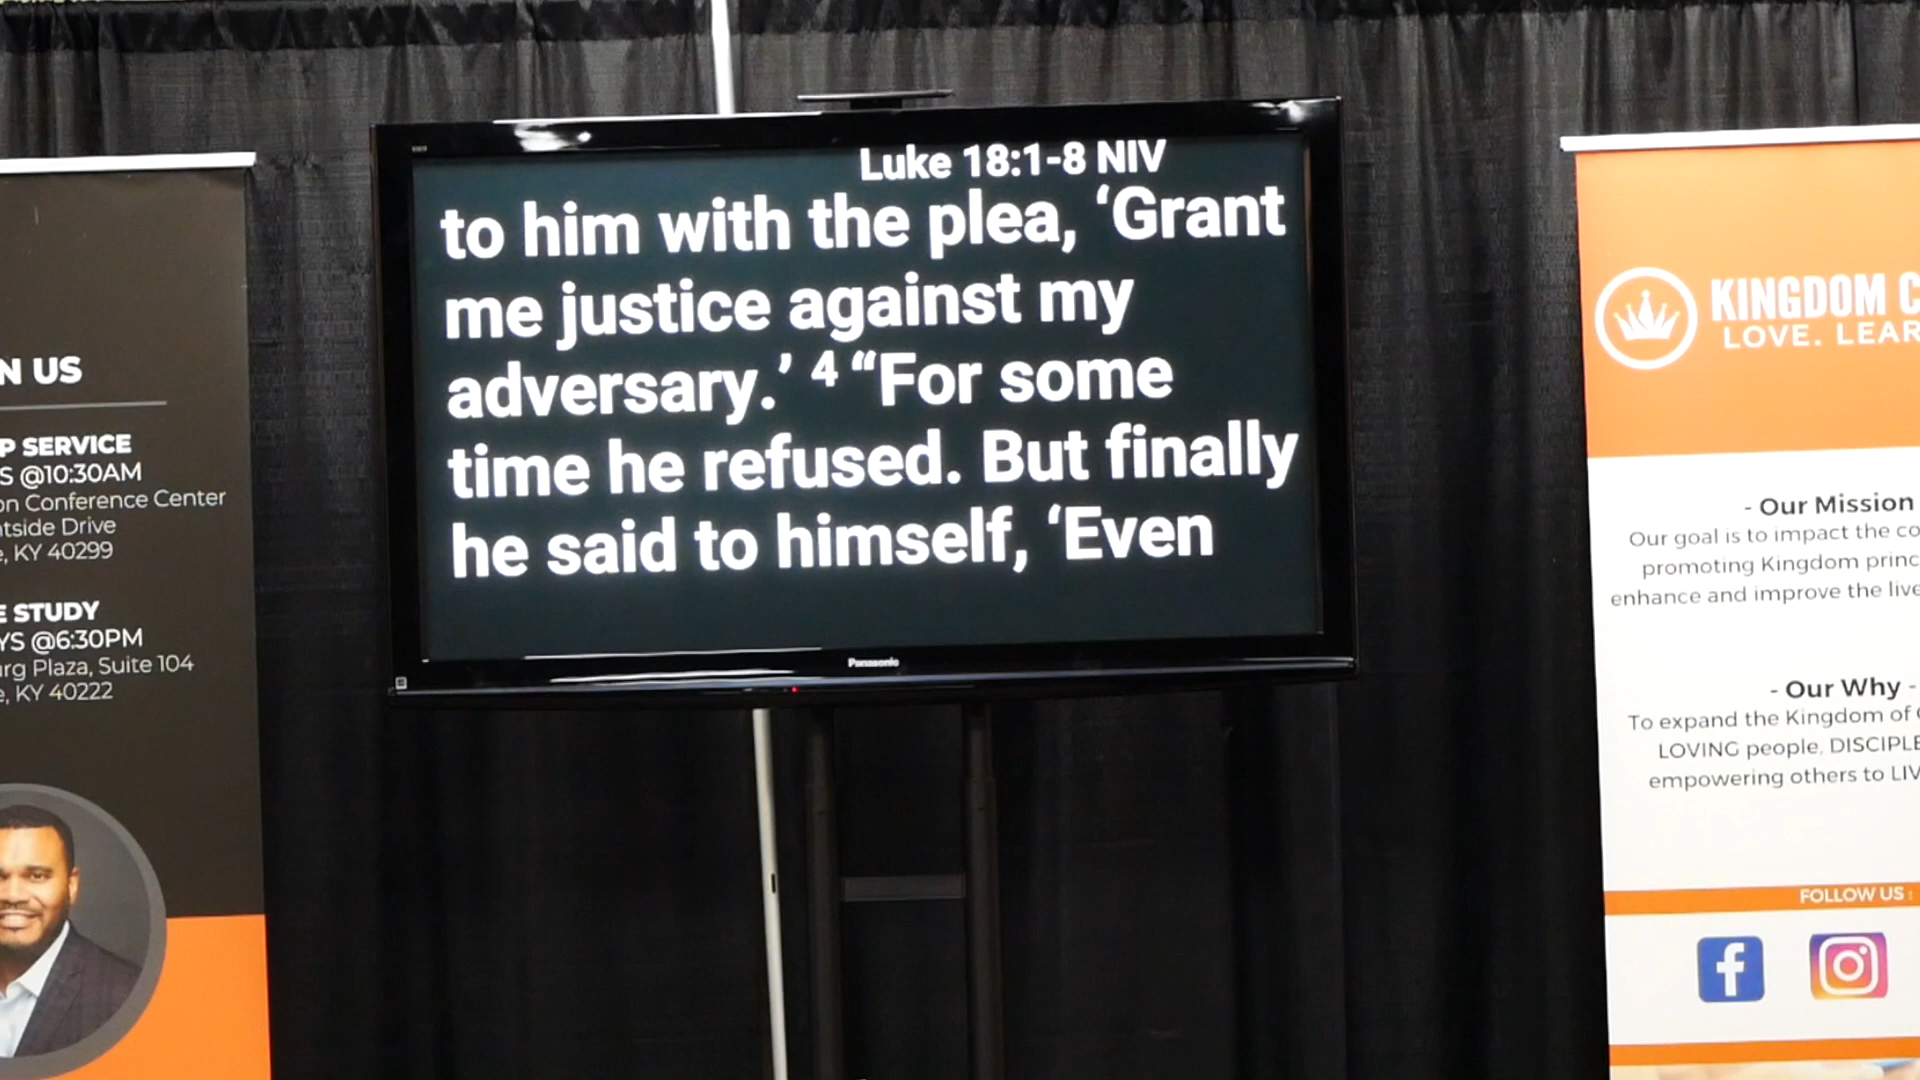 Luke 18:1-8 NIV
to him with the plea, ‘Grant
me justice against my
adversary.’ 4 “For some
time he refused. But finally
he said to himself, ‘Even
Panasonic
N US
P SERVICE
S @10:30AM
on Conference Center
tside Drive
, KY 40299
E STUDY
YS @6:30PM
rg Plaza, Suite 104
, KY 40222
KINGDOM C
LOVE. LEAR
- Our Mission
Our goal is to impact the co
promoting Kingdom princ
enhance and improve the live
- Our Why -
To expand the Kingdom of
LOVING people, DISCIPLE
empowering others to LIV
FOLLOW US :